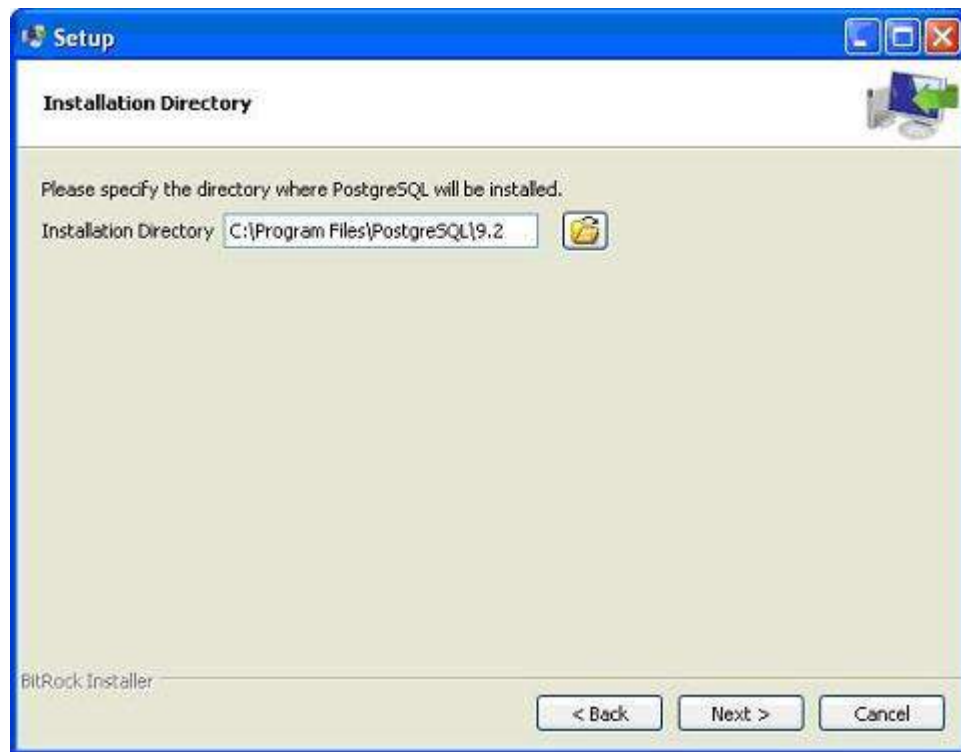 Setup
Installation Directory
Please specify the directory where PostgreSQL will be installed.
Installation Directory C:\Program Files\PostgreSQL\9.2
BitRock Installer
< Back Next > Cancel